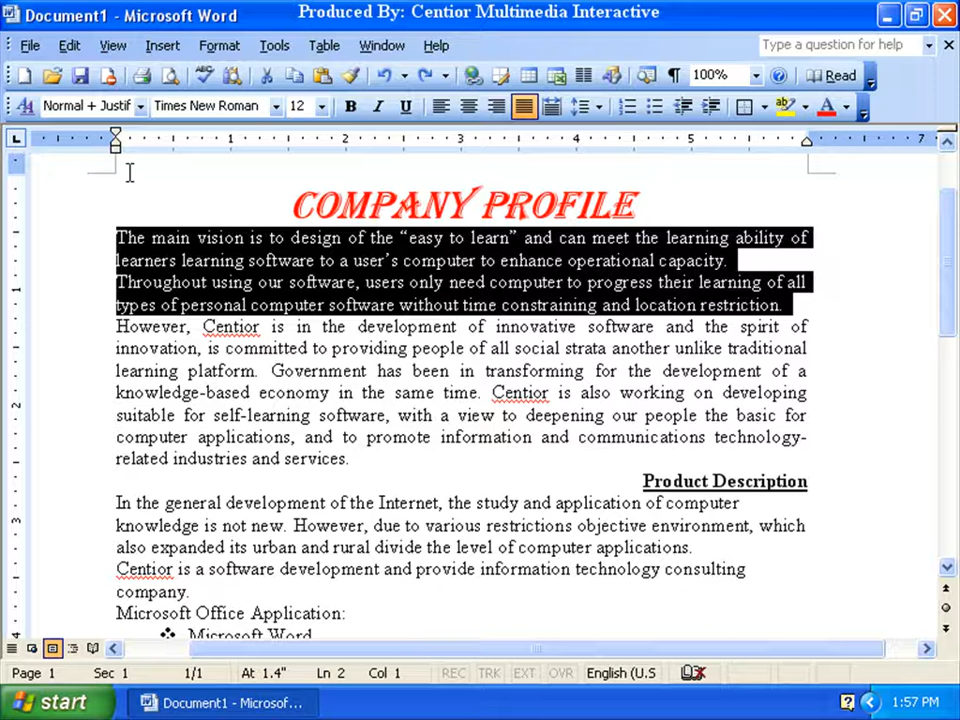 Document1 - Microsoft Word
Produced By: Centior Multimedia Interactive
File Edit View Insert Format Tools Table Window Help
Type a question for help
100%
Read
Normal + Justif
Times New Roman
12
B I U
1 2 3 4 5 7
COMPANY PROFILE
The main vision is to design of the “easy to learn” and can meet the learning ability of
learners learning software to a user’s computer to enhance operational capacity.
Throughout using our software, users only need computer to progress their learning of all
types of personal computer software without time constraining and location restriction.
However, Centior is in the development of innovative software and the spirit of
innovation, is committed to providing people of all social strata another unlike traditional
learning platform. Government has been in transforming for the development of a
knowledge-based economy in the same time. Centior is also working on developing
suitable for self-learning software, with a view to deepening our people the basic for
computer applications, and to promote information and communications technology-
related industries and services.
Product Description
In the general development of the Internet, the study and application of computer
knowledge is not new. However, due to various restrictions objective environment, which
also expanded its urban and rural divide the level of computer applications.
Centior is a software development and provide information technology consulting
company.
Microsoft Office Application:
❖ Microsoft Word
Page 1 Sec 1 1/1 At 1.4" Ln 2 Col 1 REC TRK EXT OVR English (U.S
start
Document1 - Microsof...
1:57 PM